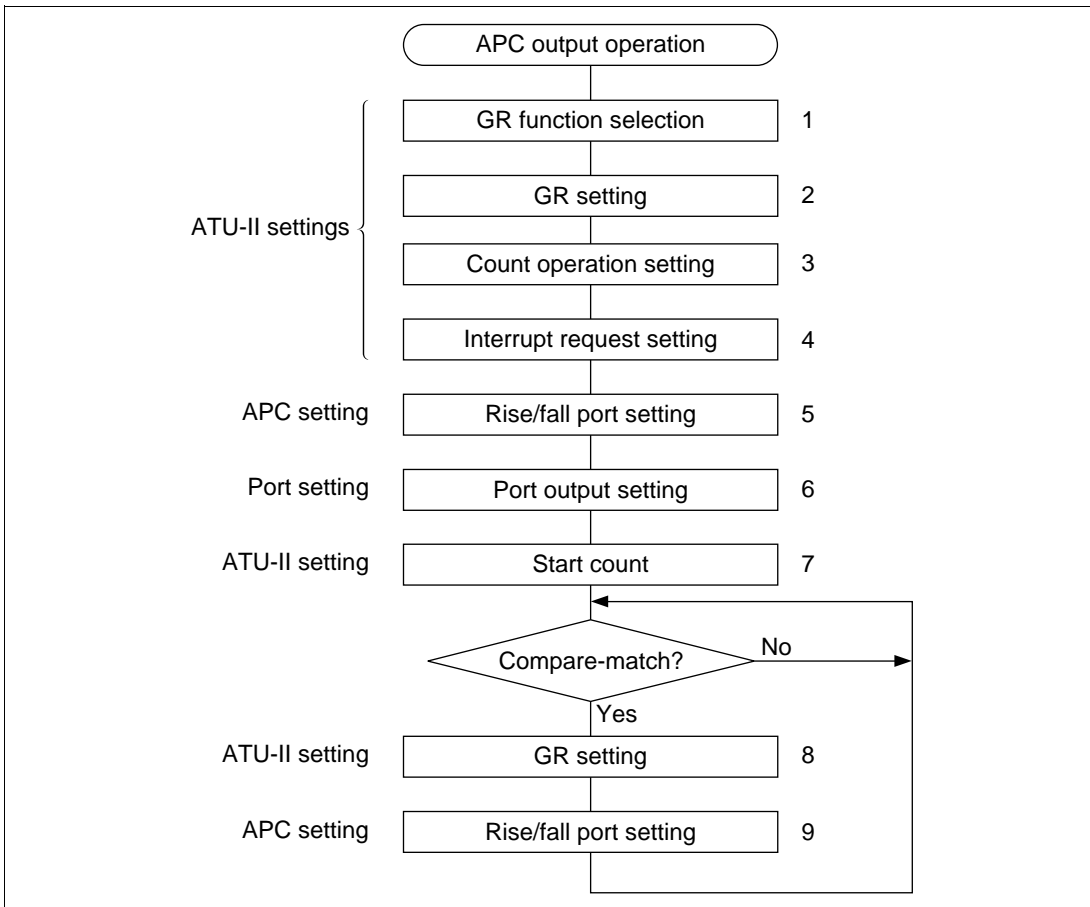 APC output operation
GR function selection 1
GR setting 2
ATU-II settings
Count operation setting 3
Interrupt request setting 4
APC setting Rise/fall port setting 5
Port setting Port output setting 6
ATU-II setting Start count 7
Compare-match? No
Yes
ATU-II setting GR setting 8
APC setting Rise/fall port setting 9